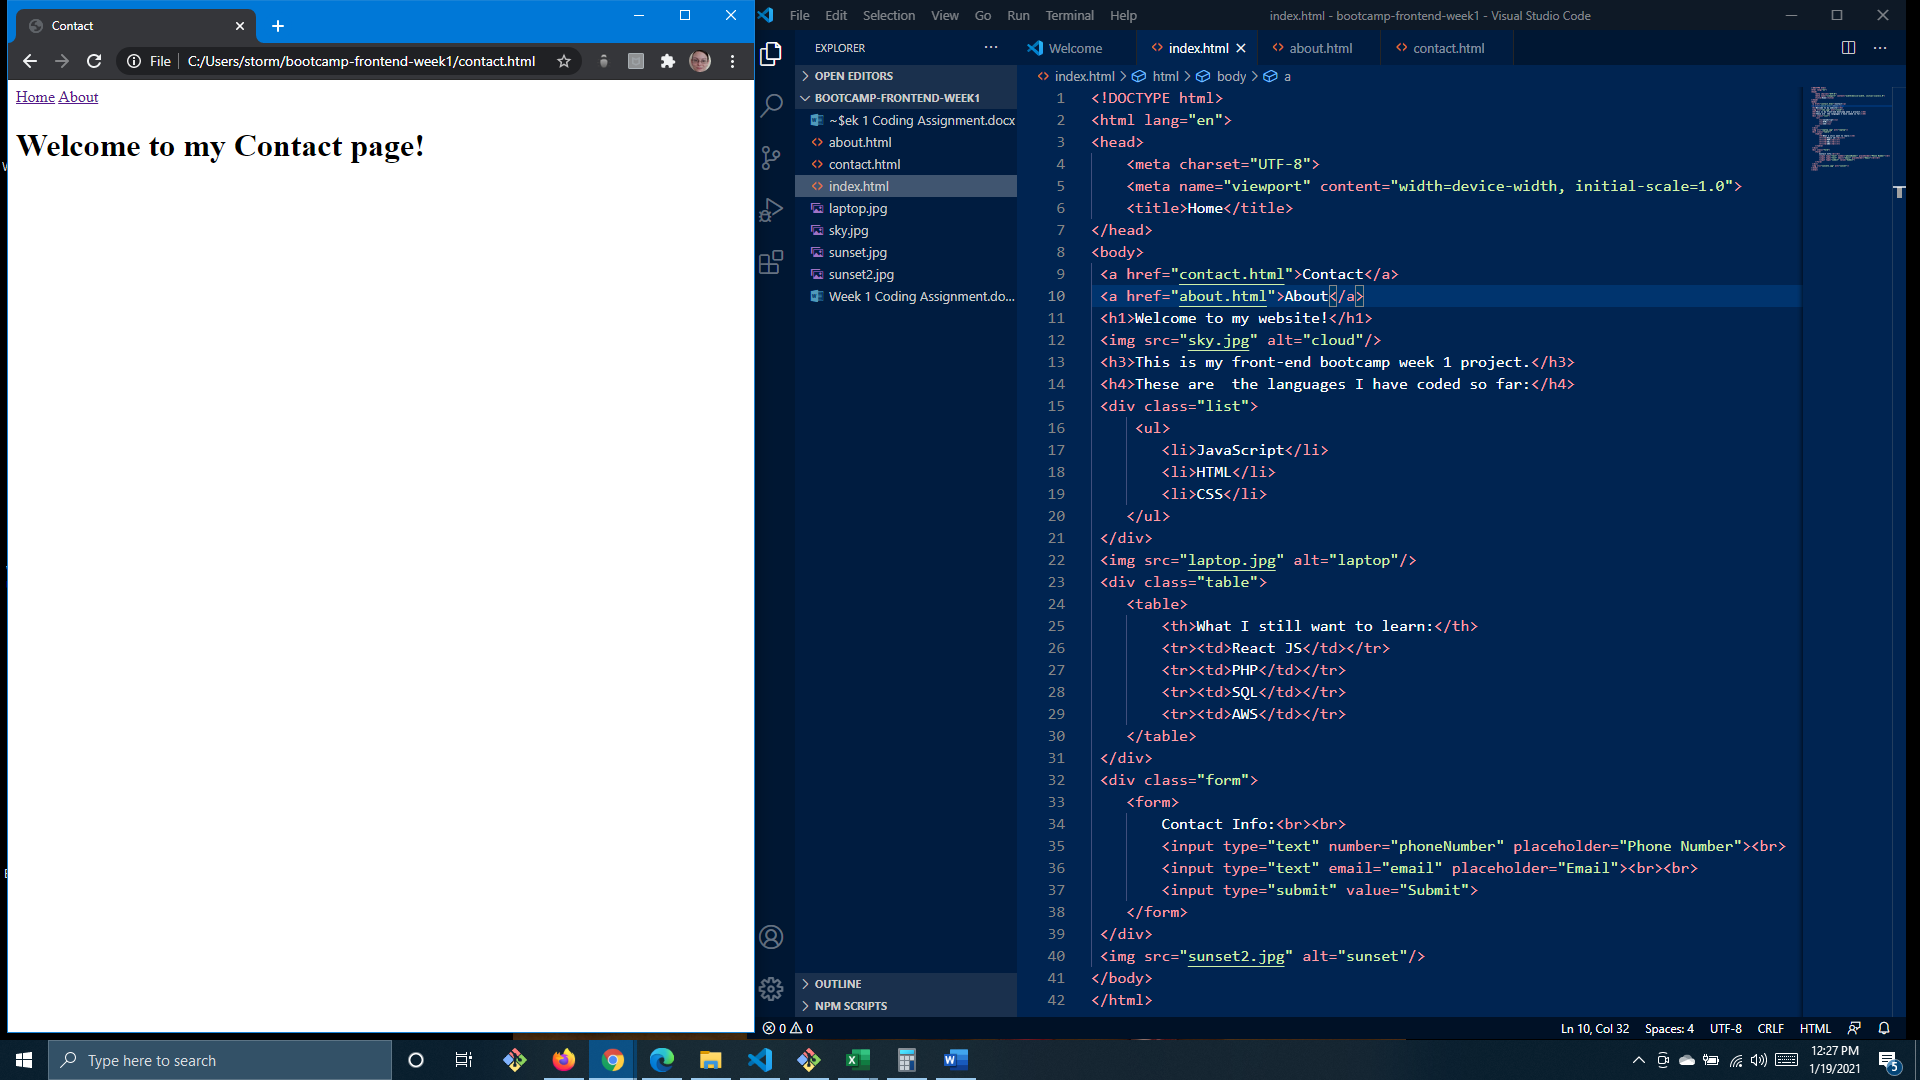 Contact
File C:/Users/storm/bootcamp-frontend-week1/contact.html
Home About
Welcome to my Contact page!
File Edit Selection View Go Run Terminal Help
index.html - bootcamp-frontend-week1 - Visual Studio Code
EXPLORER
OPEN EDITORS
BOOTCAMP-FRONTEND-WEEK1
~$ek 1 Coding Assignment.docx
about.html
contact.html
index.html
laptop.jpg
sky.jpg
sunset.jpg
sunset2.jpg
Week 1 Coding Assignment.do...
OUTLINE
NPM SCRIPTS
Welcome index.html about.html contact.html
index.html > html > body > a
1 <!DOCTYPE html>
2 <html lang="en">
3 <head>
4 <meta charset="UTF-8">
5 <meta name="viewport" content="width=device-width, initial-scale=1.0">
6 <title>Home</title>
7 </head>
8 <body>
9 <a href="contact.html">Contact</a>
10 <a href="about.html">About</a>
11 <h1>Welcome to my website!</h1>
12 <img src="sky.jpg" alt="cloud"/>
13 <h3>This is my front-end bootcamp week 1 project.</h3>
14 <h4>These are  the languages I have coded so far:</h4>
15 <div class="list">
16 <ul>
17 <li>JavaScript</li>
18 <li>HTML</li>
19 <li>CSS</li>
20 </ul>
21 </div>
22 <img src="laptop.jpg" alt="laptop"/>
23 <div class="table">
24 <table>
25 <th>What I still want to learn:</th>
26 <tr><td>React JS</td></tr>
27 <tr><td>PHP</td></tr>
28 <tr><td>SQL</td></tr>
29 <tr><td>AWS</td></tr>
30 </table>
31 </div>
32 <div class="form">
33 <form>
34 Contact Info:<br><br>
35 <input type="text" number="phoneNumber" placeholder="Phone Number"><br>
36 <input type="text" email="email" placeholder="Email"><br><br>
37 <input type="submit" value="Submit">
38 </form>
39 </div>
40 <img src="sunset2.jpg" alt="sunset"/>
41 </body>
42 </html>
0 0
Ln 10, Col 32 Spaces: 4 UTF-8 CRLF HTML
Type here to search
12:27 PM
1/19/2021
5